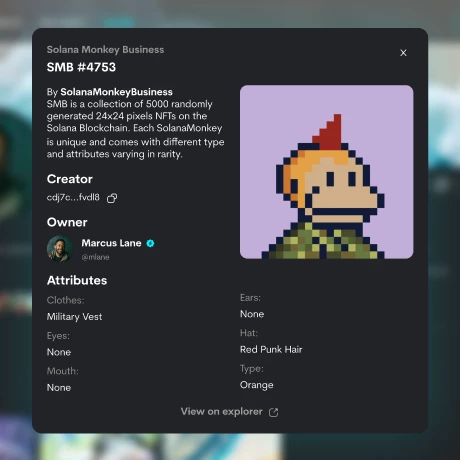 Solana Monkey Business
SMB #4753
x
By SolanaMonkeyBusiness
SMB is a collection of 5000 randomly
generated 24x24 pixels NFTs on the
Solana Blockchain. Each SolanaMonkey
is unique and comes with different type
and attributes varying in rarity.
Creator
cdj7c...fvdl8
Owner
Marcus Lane
@mlane
Attributes
Clothes:
Military Vest
Eyes:
None
Mouth:
None
Ears:
None
Hat:
Red Punk Hair
Type:
Orange
View on explorer